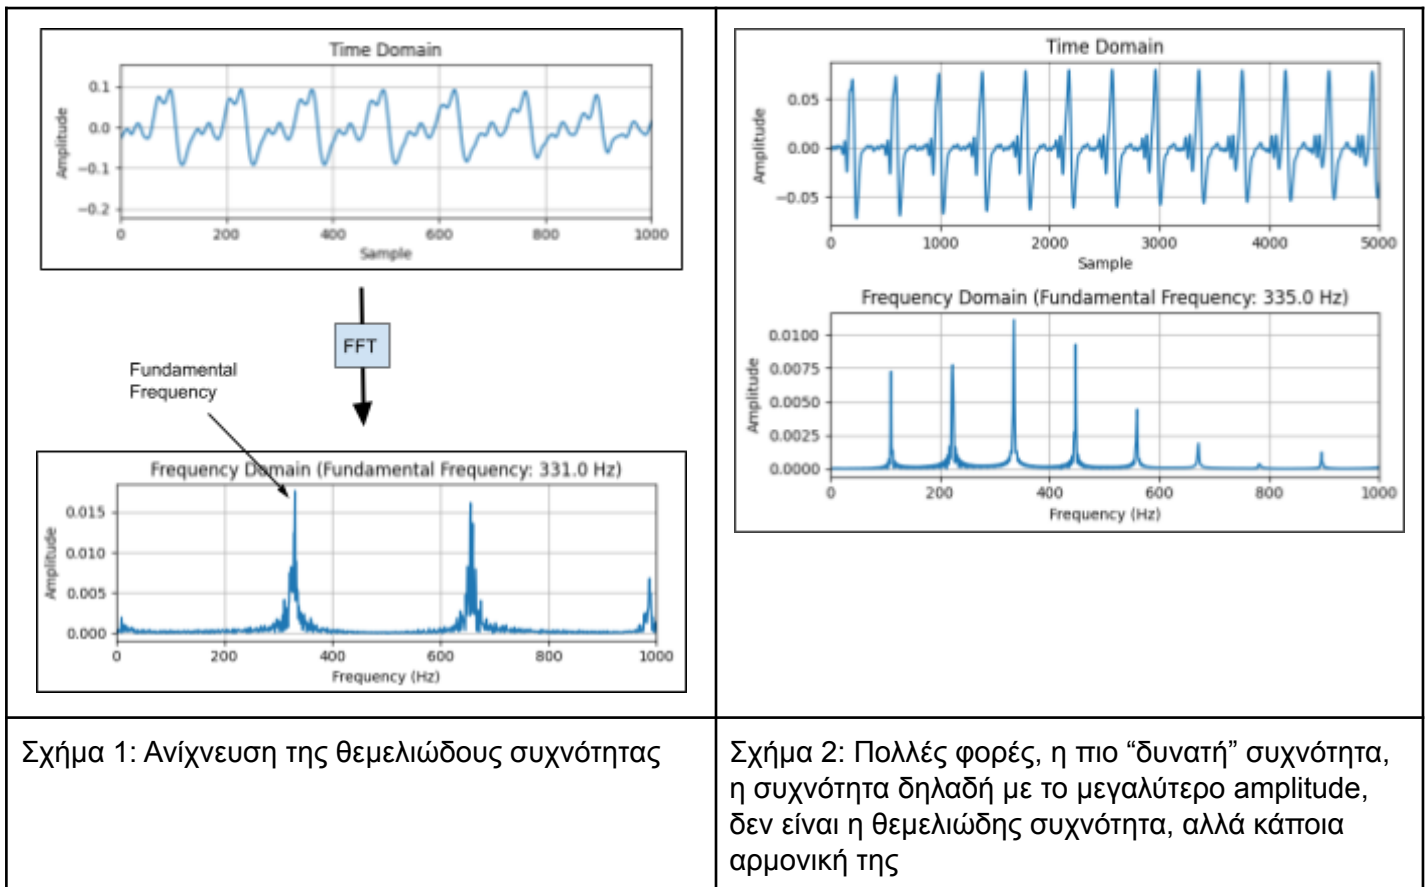 Time Domain
0.1
0.0
−0.1
−0.2
Amplitude
0 200 400 600 800 1000
Sample
FFT
Fundamental
Frequency
Frequency Domain (Fundamental Frequency: 331.0 Hz)
0.015
0.010
0.005
0.000
Amplitude
0 200 400 600 800 1000
Frequency (Hz)
Σχήμα 1: Ανίχνευση της θεμελιώδους συχνότητας
Time Domain
0.05
0.00
−0.05
Amplitude
0 1000 2000 3000 4000 5000
Sample
Frequency Domain (Fundamental Frequency: 335.0 Hz)
0.0100
0.0075
0.0050
0.0025
0.0000
Amplitude
0 200 400 600 800 1000
Frequency (Hz)
Σχήμα 2: Πολλές φορές, η πιο “δυνατή” συχνότητα,
η συχνότητα δηλαδή με το μεγαλύτερο amplitude,
δεν είναι η θεμελιώδης συχνότητα, αλλά κάποια
αρμονική της